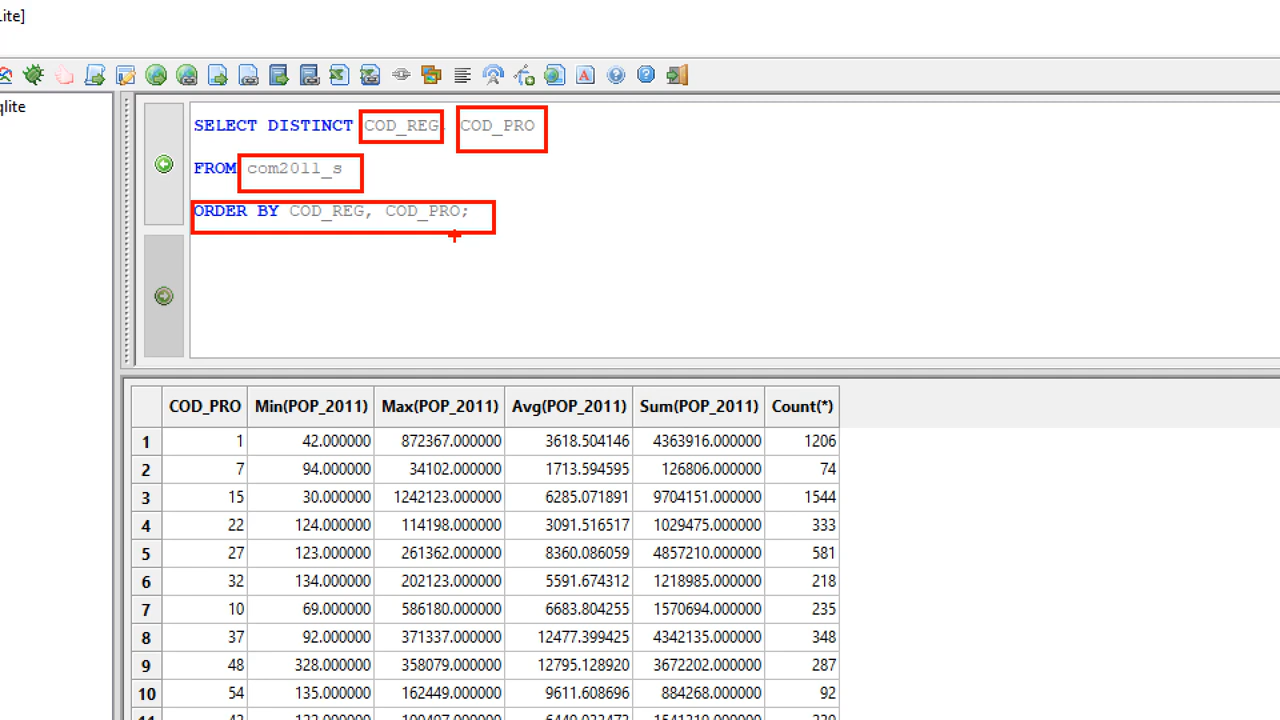 Lite]
qlite
SELECT DISTINCT COD_REG, COD_PRO
FROM com2011_s
ORDER BY COD_REG, COD_PRO;
COD_PRO Min(POP_2011) Max(POP_2011) Avg(POP_2011) Sum(POP_2011) Count(*)
1 1 42.000000 872367.000000 3618.504146 4363916.000000 1206
2 7 94.000000 34102.000000 1713.594595 126806.000000 74
3 15 30.000000 1242123.000000 6285.071891 9704151.000000 1544
4 22 124.000000 114198.000000 3091.516517 1029475.000000 333
5 27 123.000000 261362.000000 8360.086059 4857210.000000 581
6 32 134.000000 202123.000000 5591.674312 1218985.000000 218
7 10 69.000000 586180.000000 6683.804255 1570694.000000 235
8 37 92.000000 371337.000000 12477.399425 4342135.000000 348
9 48 328.000000 358079.000000 12795.128920 3672202.000000 287
10 54 135.000000 162449.000000 9611.608696 884268.000000 92